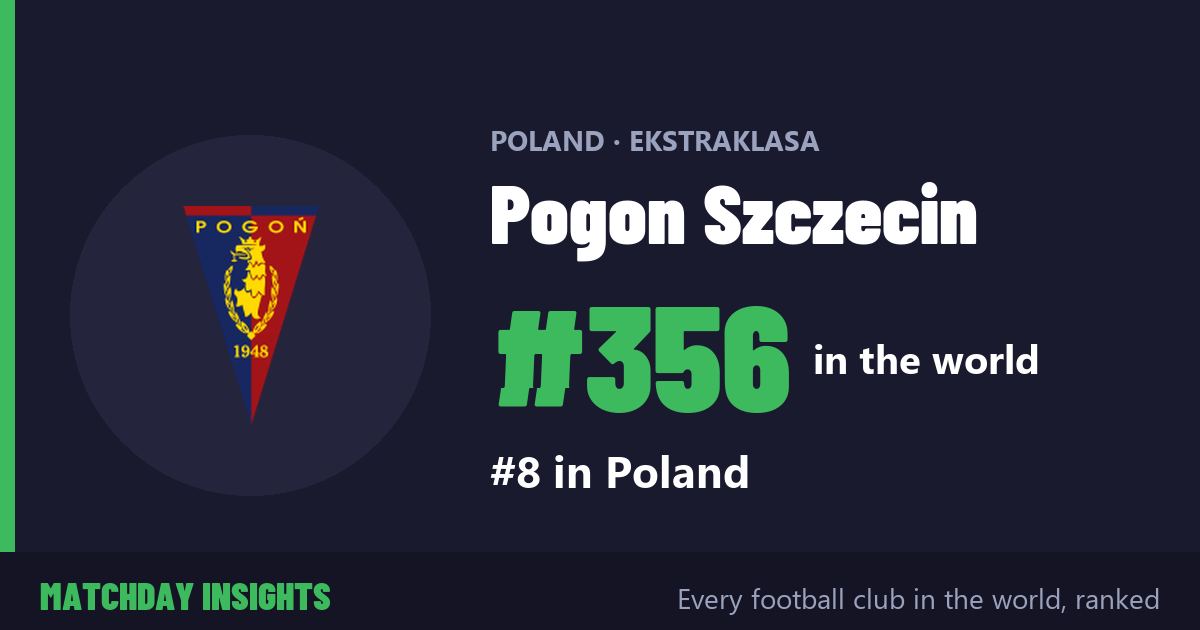 POLAND · EKSTRAKLASA
Pogon Szczecin
POGOŃ
1948
#356 in the world
#8 in Poland
MATCHDAY INSIGHTS
Every football club in the world, ranked